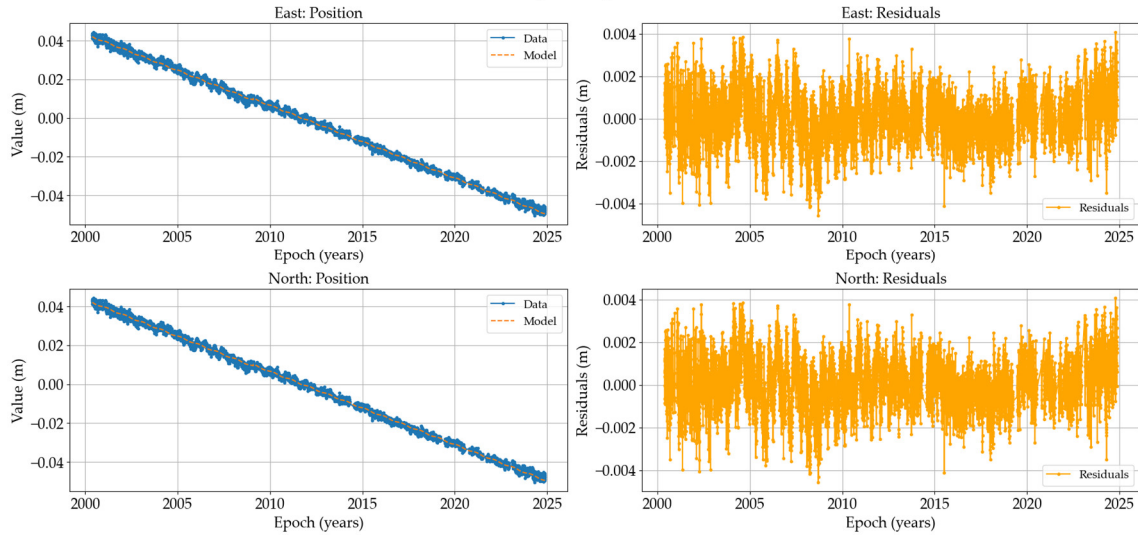 East: Position
Value (m)
0.04
0.02
0.00
−0.02
−0.04
Data
Model
2000 2005 2010 2015 2020 2025
Epoch (years)
East: Residuals
Residuals (m)
0.004
0.002
0.000
−0.002
−0.004
Residuals
2000 2005 2010 2015 2020 2025
Epoch (years)
North: Position
Value (m)
0.04
0.02
0.00
−0.02
−0.04
Data
Model
2000 2005 2010 2015 2020 2025
Epoch (years)
North: Residuals
Residuals (m)
0.004
0.002
0.000
−0.002
−0.004
Residuals
2000 2005 2010 2015 2020 2025
Epoch (years)